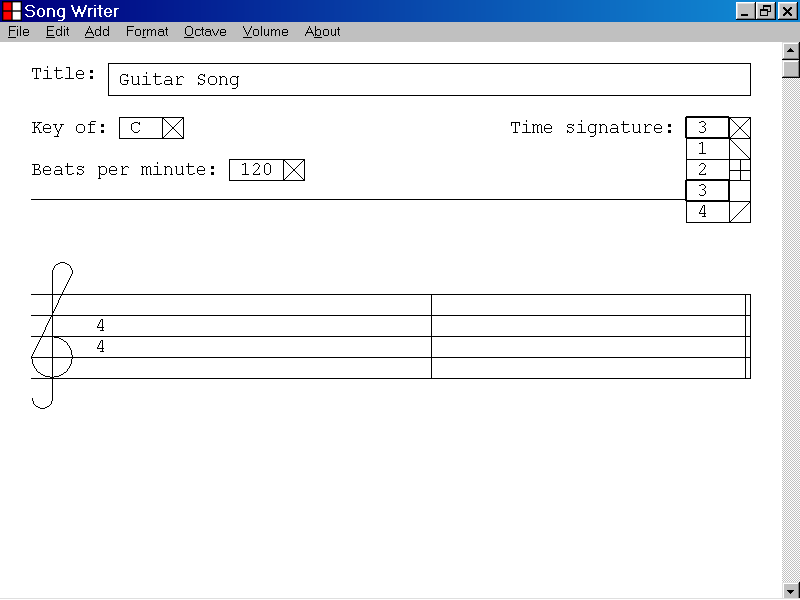 Song Writer
File Edit Add Format Octave Volume About
Title: Guitar Song
Key of: C Time signature: 3
1
Beats per minute: 120 2
3
4
4
4